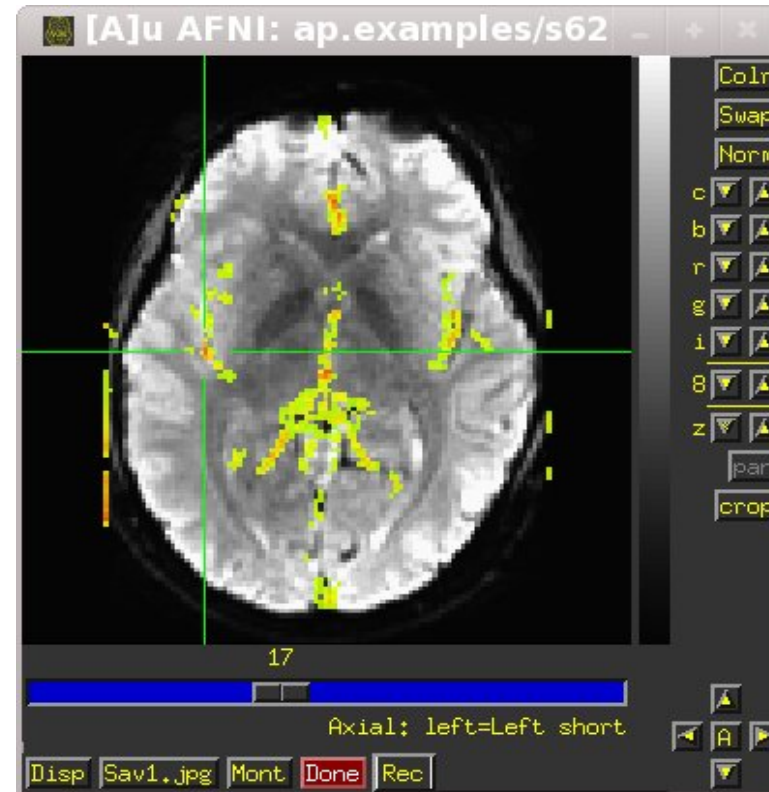 [A]u AFNI: ap.examples/s62
Colr
Swap
Norm
c
b
r
g
i
8
z
pan
crop
17
Axial: left=Left short
A
Disp Sav1.jpg Mont Done Rec